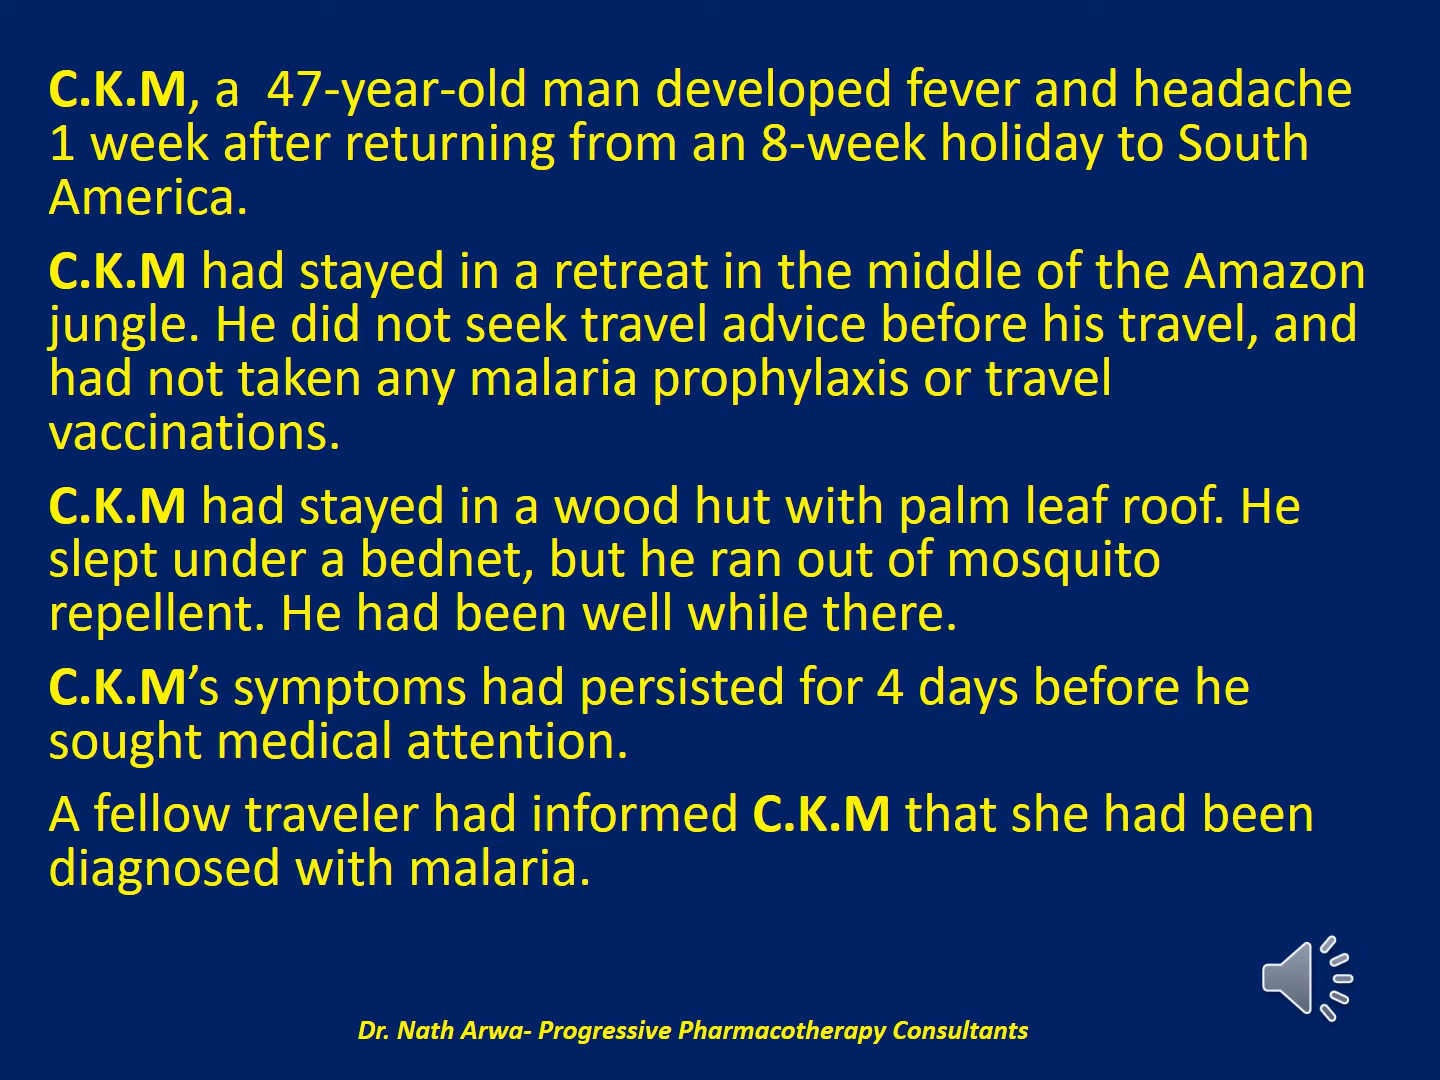 C.K.M, a  47-year-old man developed fever and headache
1 week after returning from an 8-week holiday to South
America.
C.K.M had stayed in a retreat in the middle of the Amazon
jungle. He did not seek travel advice before his travel, and
had not taken any malaria prophylaxis or travel
vaccinations.
C.K.M had stayed in a wood hut with palm leaf roof. He
slept under a bednet, but he ran out of mosquito
repellent. He had been well while there.
C.K.M’s symptoms had persisted for 4 days before he
sought medical attention.
A fellow traveler had informed C.K.M that she had been
diagnosed with malaria.
Dr. Nath Arwa- Progressive Pharmacotherapy Consultants